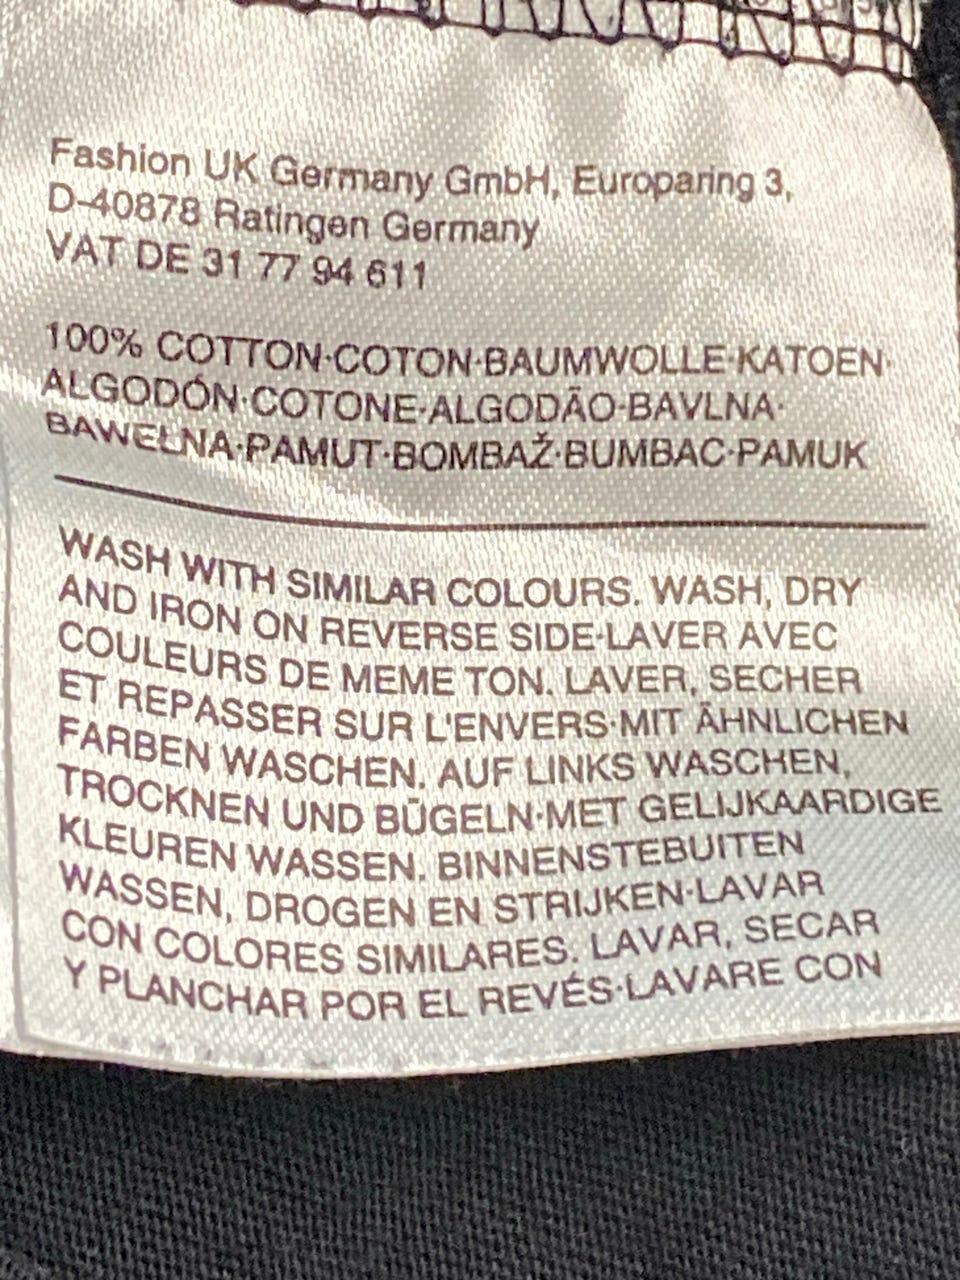 Fashion UK Germany GmbH, Europaring 3,
D-40878 Ratingen Germany
VAT DE 31 77 94 611
100% COTTON·COTON·BAUMWOLLE·KATOEN·
ALGODÓN·COTONE·ALGODÃO·BAVLNA·
BAWEŁNA·PAMUT·BOMBAŽ·BUMBAC·PAMUK
WASH WITH SIMILAR COLOURS. WASH, DRY
AND IRON ON REVERSE SIDE·LAVER AVEC
COULEURS DE MEME TON. LAVER, SECHER
ET REPASSER SUR L'ENVERS·MIT ÄHNLICHEN
FARBEN WASCHEN. AUF LINKS WASCHEN,
TROCKNEN UND BÜGELN·MET GELIJKAARDIGE
KLEUREN WASSEN. BINNENSTEBUITEN
WASSEN, DROGEN EN STRIJKEN·LAVAR
CON COLORES SIMILARES. LAVAR, SECAR
Y PLANCHAR POR EL REVÉS·LAVARE CON